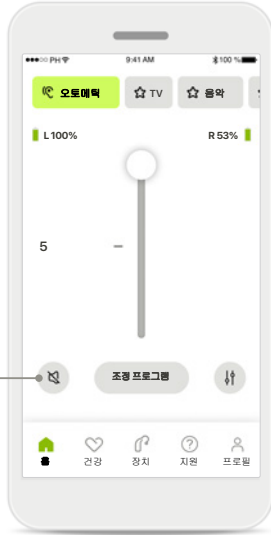 PH 9:41 AM 100 %
오토매틱 TV 음악
L 100% R 53%
5
조정 프로그램
홈 건강 장치 지원 프로필